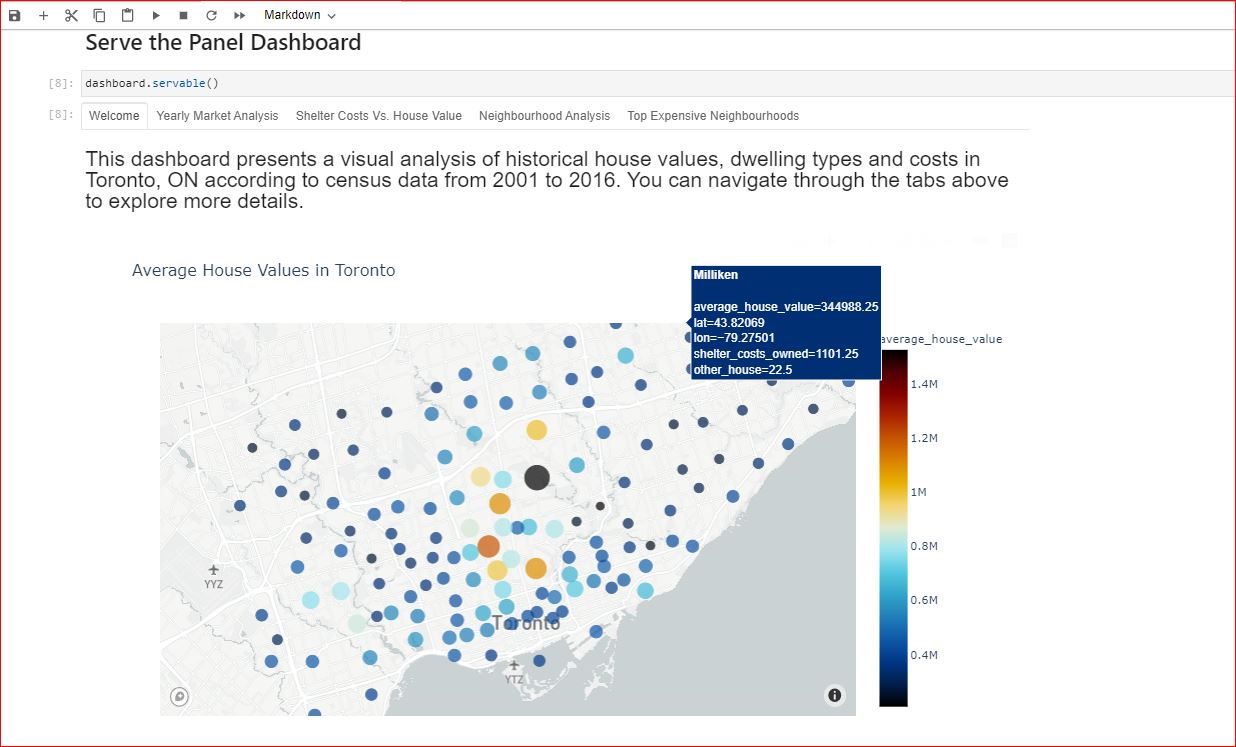 Markdown
Serve the Panel Dashboard
[8]:
dashboard.servable()
[8]:
Welcome Yearly Market Analysis Shelter Costs Vs. House Value Neighbourhood Analysis Top Expensive Neighbourhoods
This dashboard presents a visual analysis of historical house values, dwelling types and costs in
Toronto, ON according to census data from 2001 to 2016. You can navigate through the tabs above
to explore more details.
Average House Values in Toronto
Milliken
average_house_value=344988.25
lat=43.82069
lon=−79.27501
shelter_costs_owned=1101.25
other_house=22.5
average_house_value
1.4M
1.2M
1M
0.8M
0.6M
0.4M
YYZ
Toronto
YTZ